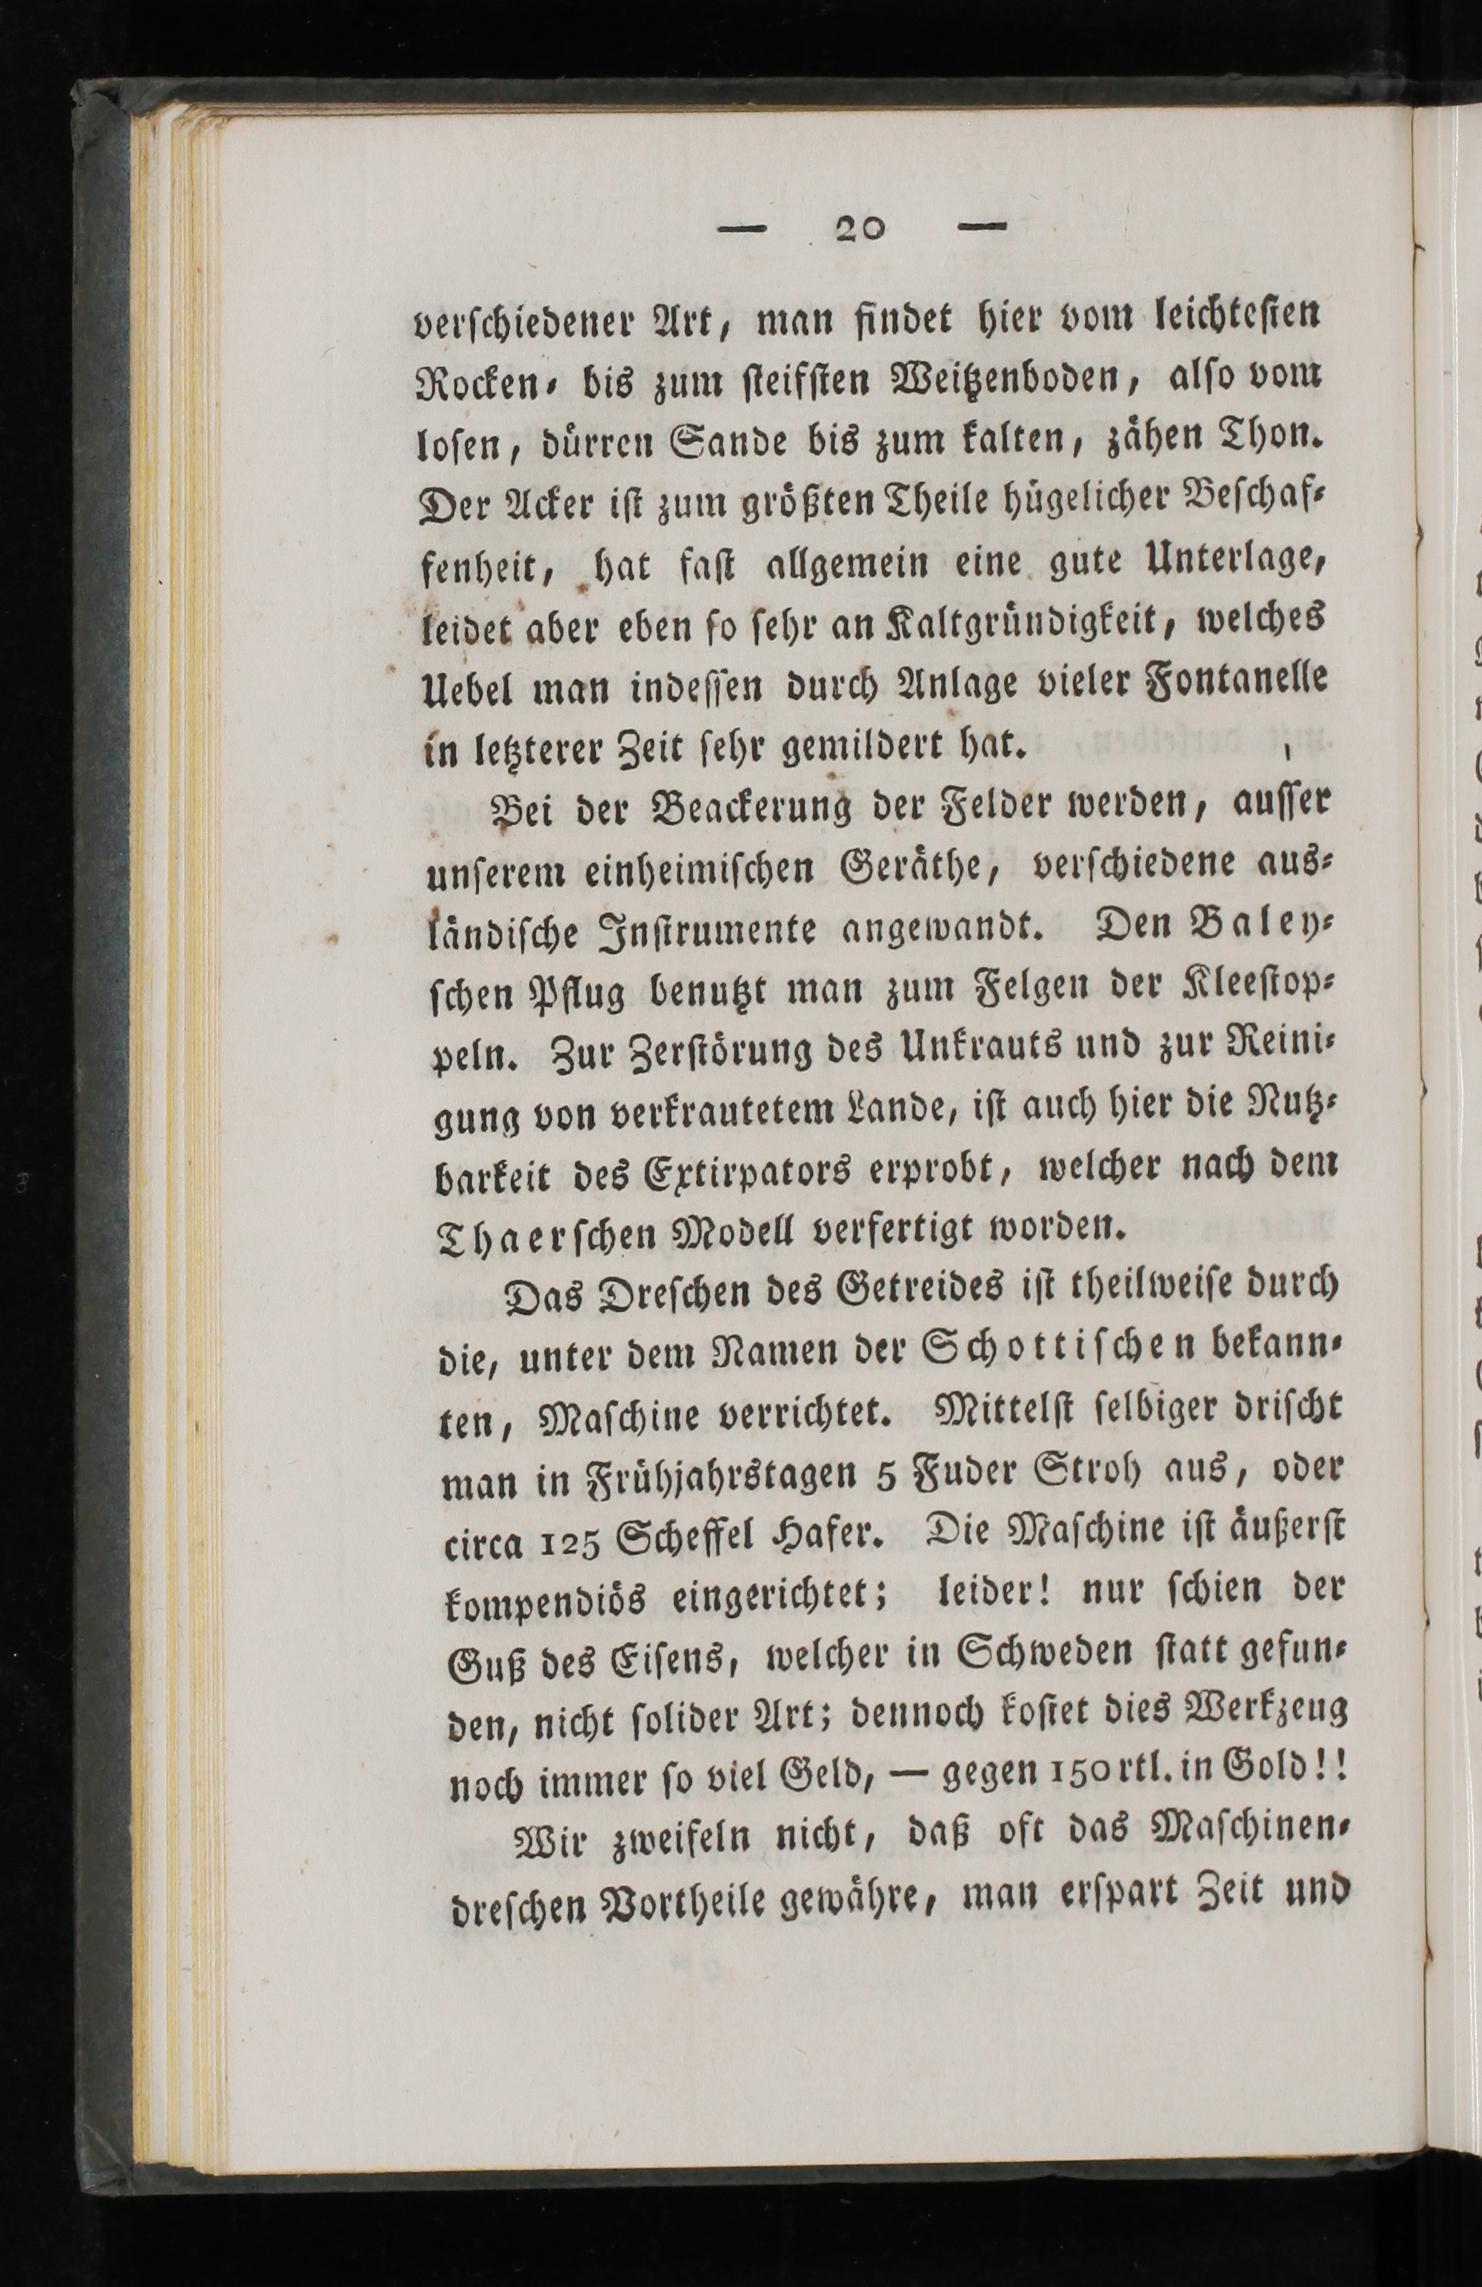 — 20 —
verſchiedener Art, man findet hier vom leichteſten
Rocken⸗ bis zum ſteifſten Weitzenboden, alſo vom
loſen, dürren Sande bis zum kalten, zähen Thon.
Der Acker iſt zum größten Theile hügelicher Beſchaf⸗
fenheit, hat faſt allgemein eine gute Unterlage,
leidet aber eben ſo ſehr an Kaltgründigkeit, welches
Uebel man indeſſen durch Anlage vieler Fontanelle
in letzterer Zeit ſehr gemildert hat.
Bei der Beackerung der Felder werden, auſſer
unſerem einheimiſchen Geräthe, verſchiedene aus⸗
ländiſche Inſtrumente angewandt. Den Baley⸗
ſchen Pflug benutzt man zum Felgen der Kleeſtop⸗
peln. Zur Zerſtörung des Unkrauts und zur Reini⸗
gung von verkrautetem Lande, iſt auch hier die Nutz⸗
barkeit des Extirpators erprobt, welcher nach dem
Thaerſchen Modell verfertigt worden.
Das Dreſchen des Getreides iſt theilweiſe durch
die, unter dem Namen der Schottiſchen bekann⸗
ten, Maſchine verrichtet. Mittelſt ſelbiger driſcht
man in Frühjahrstagen 5 Fuder Stroh aus, oder
circa 125 Scheffel Hafer. Die Maſchine iſt äußerſt
kompendiös eingerichtet; leider! nur ſchien der
Guß des Eiſens, welcher in Schweden ſtatt gefun⸗
den, nicht ſolider Art; dennoch koſtet dies Werkzeug
noch immer ſo viel Geld, — gegen 150 rtl. in Gold!!
Wir zweifeln nicht, daß oft das Maſchinen⸗
dreſchen Vortheile gewähre, man erſpart Zeit und